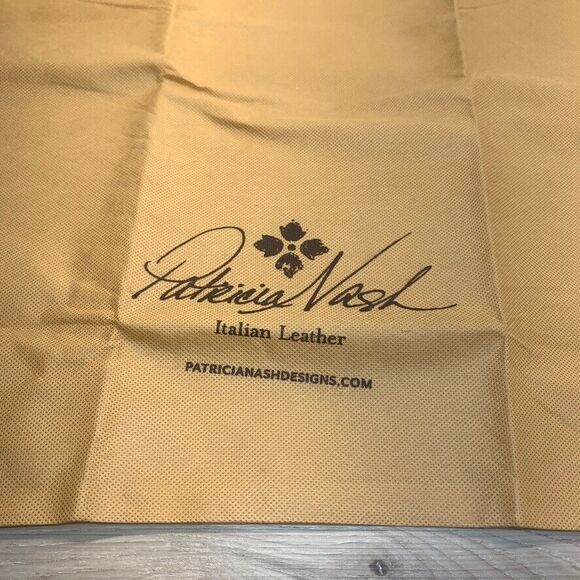 Patricia Nash
Italian Leather
PATRICIANASHDESIGNS.COM